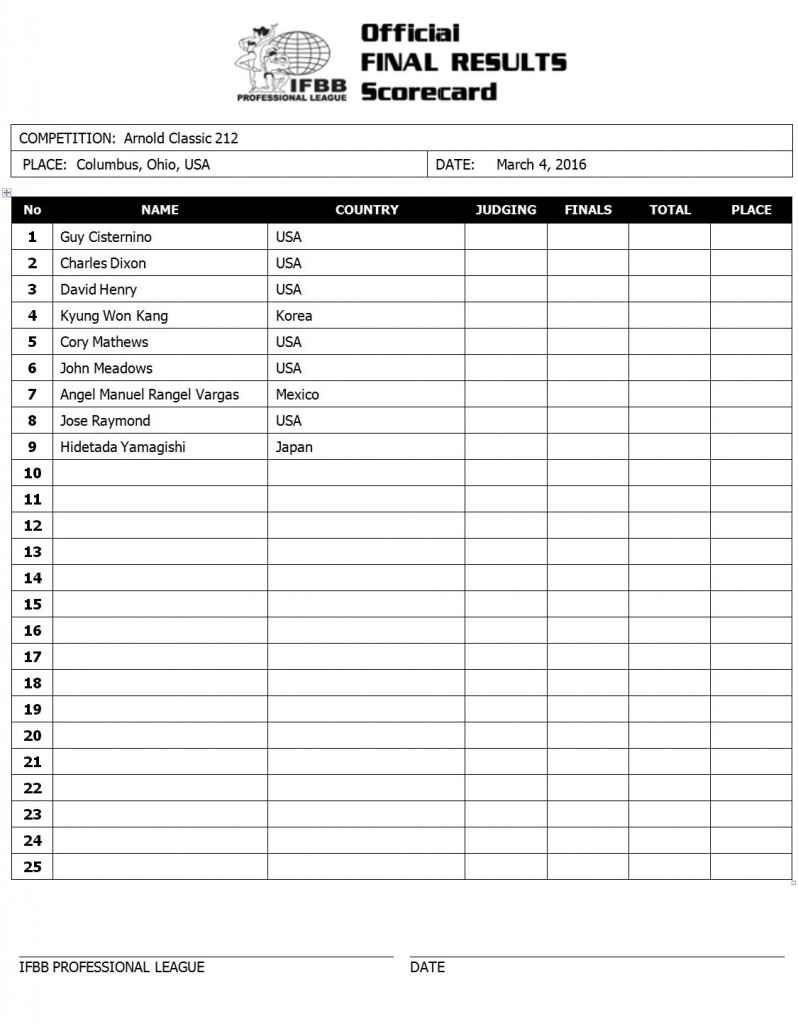 Official
FINAL RESULTS
Scorecard
IFBB
PROFESSIONAL LEAGUE
COMPETITION: Arnold Classic 212
PLACE: Columbus, Ohio, USA DATE: March 4, 2016
No NAME COUNTRY JUDGING FINALS TOTAL PLACE
1 Guy Cisternino USA
2 Charles Dixon USA
3 David Henry USA
4 Kyung Won Kang Korea
5 Cory Mathews USA
6 John Meadows USA
7 Angel Manuel Rangel Vargas Mexico
8 Jose Raymond USA
9 Hidetada Yamagishi Japan
10
11
12
13
14
15
16
17
18
19
20
21
22
23
24
25
IFBB PROFESSIONAL LEAGUE DATE